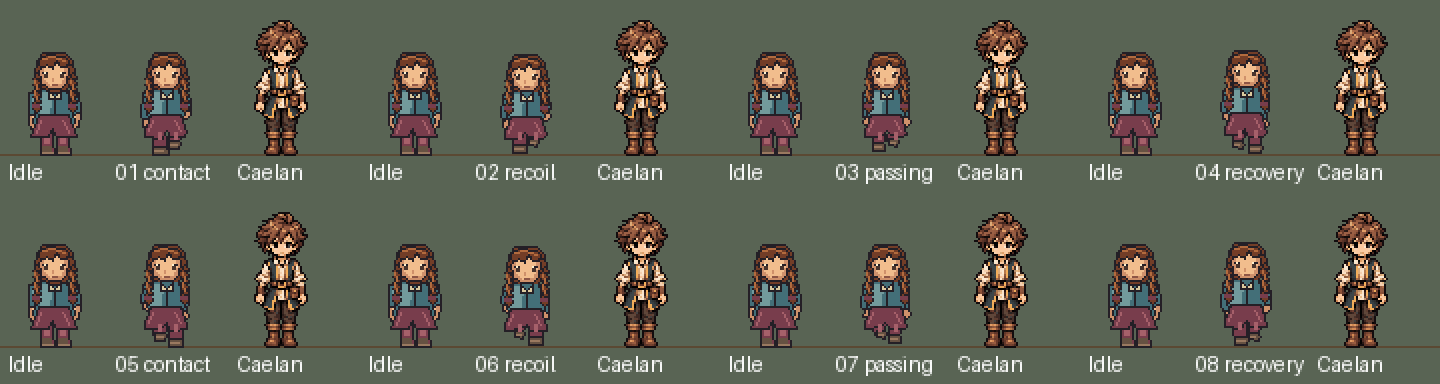 Idle 01 contact Caelan Idle 02 recoil Caelan Idle 03 passing Caelan Idle 04 recovery Caelan
Idle 05 contact Caelan Idle 06 recoil Caelan Idle 07 passing Caelan Idle 08 recovery Caelan